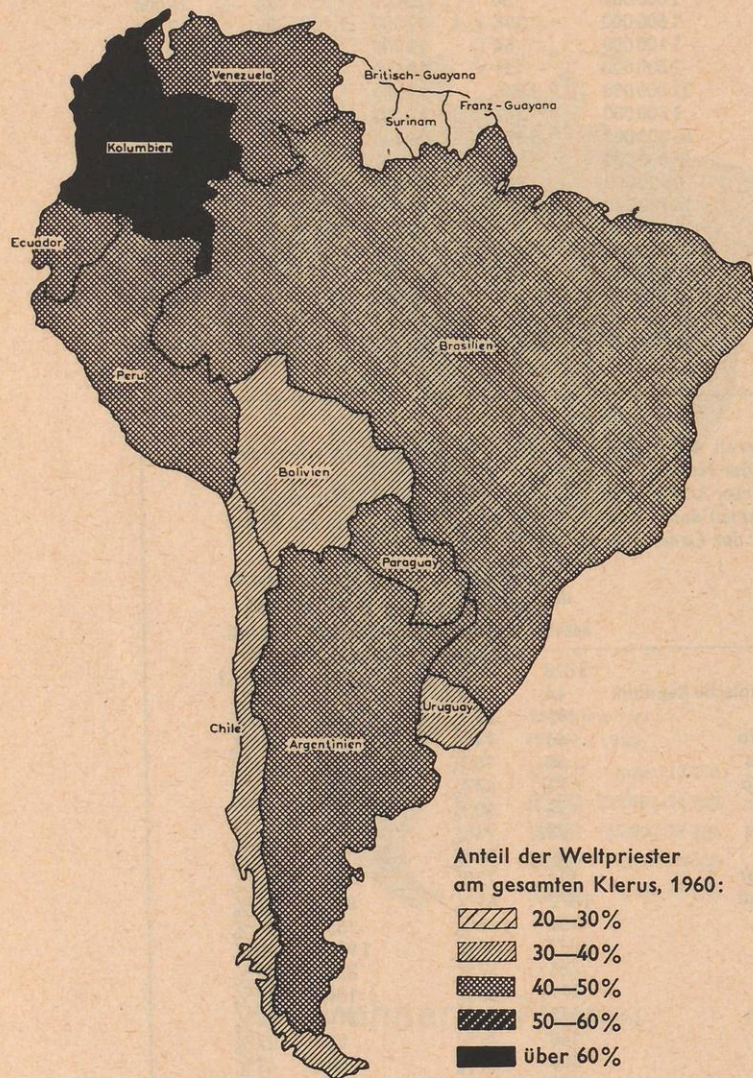 Venezuela
Britisch-Guayana
Franz-Guayana
Surinam
Kolumbien
Ecuador
Brasilien
Peru
Bolivien
Paraguay
Uruguay
Chile
Argentinien
Anteil der Weltpriester
am gesamten Klerus, 1960:
20—30%
30—40%
40—50%
50—60%
über 60%